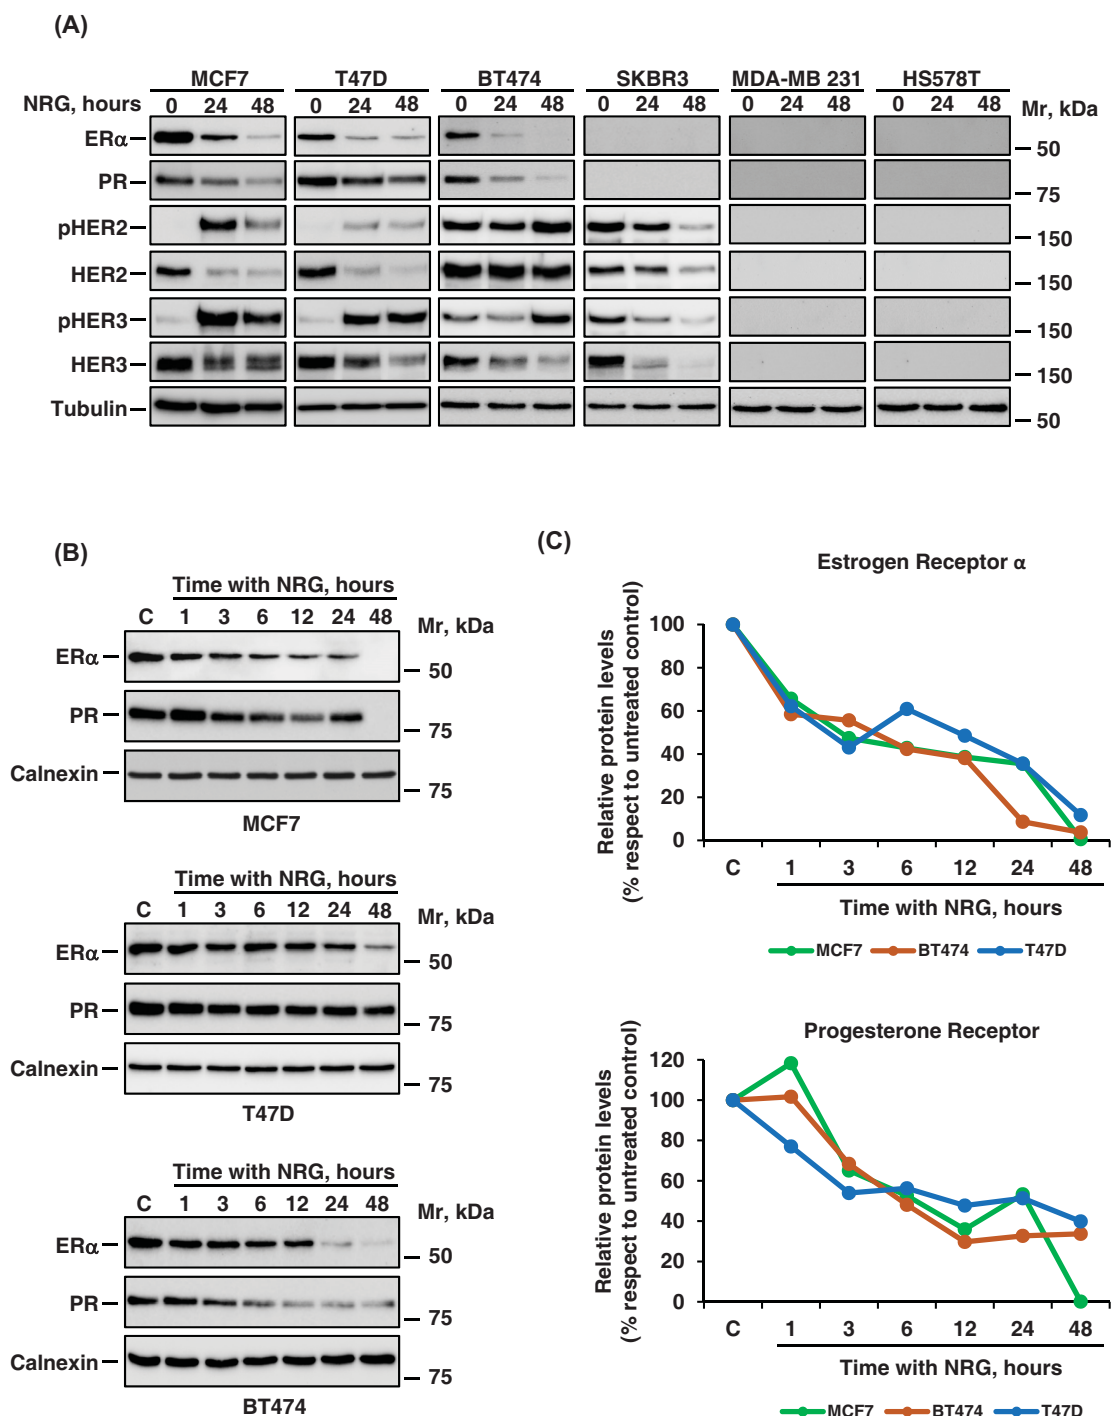 (A)
MCF7 T47D BT474 SKBR3 MDA-MB 231 HS578T
NRG, hours 0 24 48 0 24 48 0 24 48 0 24 48 0 24 48 0 24 48 Mr, kDa
ERα 50
PR 75
pHER2 150
HER2 150
pHER3 150
HER3 150
Tubulin 50
(B)
Time with NRG, hours
C 1 3 6 12 24 48 Mr, kDa
ERα 50
PR 75
Calnexin 75
MCF7
Time with NRG, hours
C 1 3 6 12 24 48 Mr, kDa
ERα 50
PR 75
Calnexin 75
T47D
Time with NRG, hours
C 1 3 6 12 24 48 Mr, kDa
ERα 50
PR 75
Calnexin 75
BT474
(C)
Estrogen Receptor α
Relative protein levels
(% respect to untreated control)
100
80
60
40
20
0
C 1 3 6 12 24 48
Time with NRG, hours
MCF7 BT474 T47D
Progesterone Receptor
Relative protein levels
(% respect to untreated control)
120
100
80
60
40
20
0
C 1 3 6 12 24 48
Time with NRG, hours
MCF7 BT474 T47D